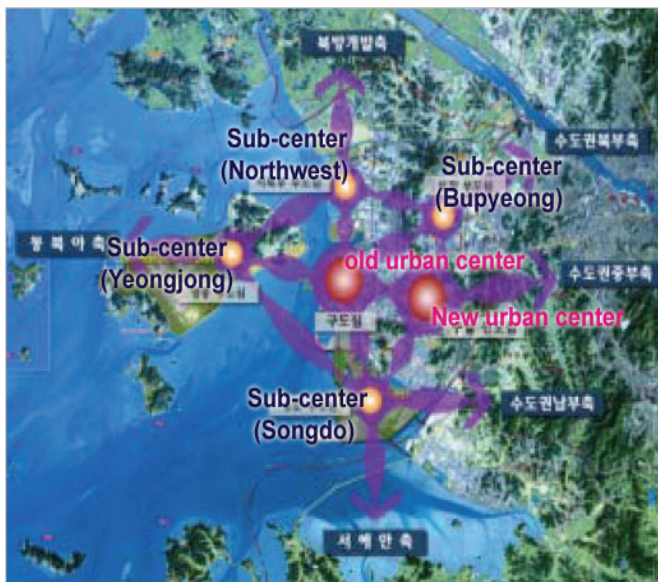 북방개발축
Sub-center
(Northwest)
수도권북부축
Sub-center
(Bupyeong)
동북아축
Sub-center
(Yeongjong)
old urban center
수도권중부축
구도심
New urban center
Sub-center
(Songdo)
수도권남부축
서해안축